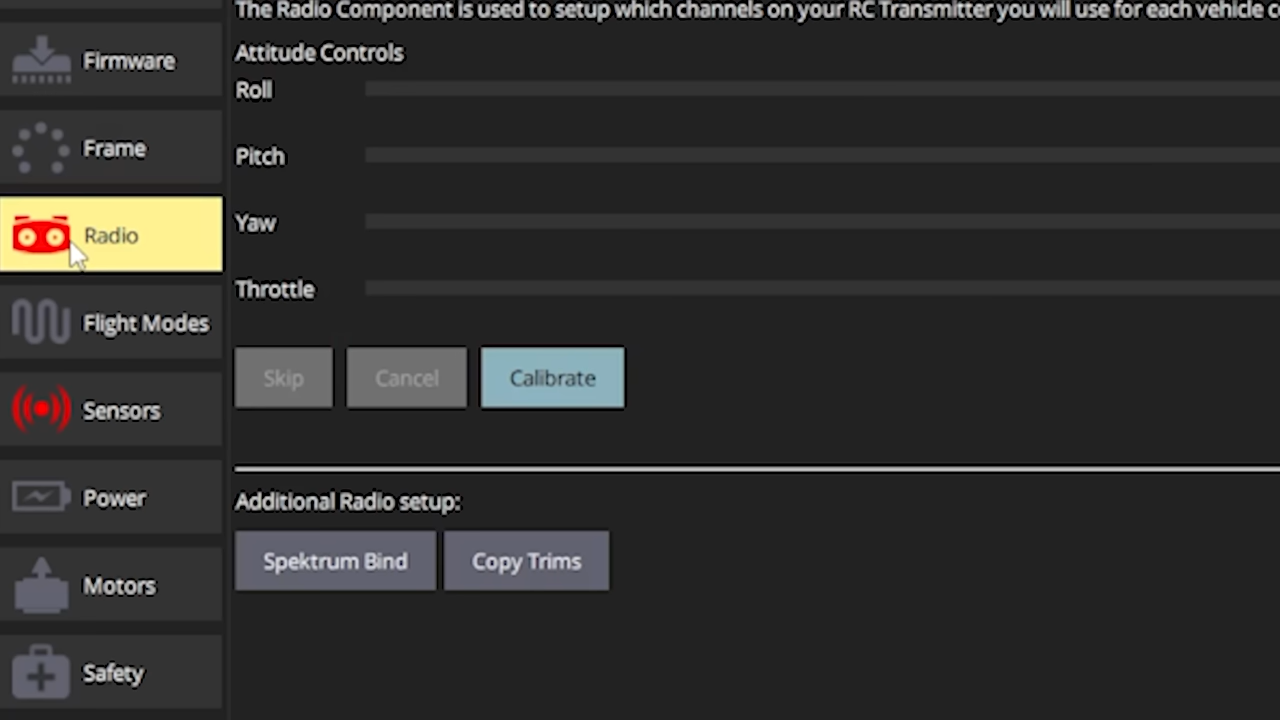 The Radio Component is used to setup which channels on your RC Transmitter you will use for each vehicle
Firmware
Frame
Radio
Flight Modes
Sensors
Power
Motors
Safety
Attitude Controls
Roll
Pitch
Yaw
Throttle
Skip Cancel Calibrate
Additional Radio setup:
Spektrum Bind Copy Trims